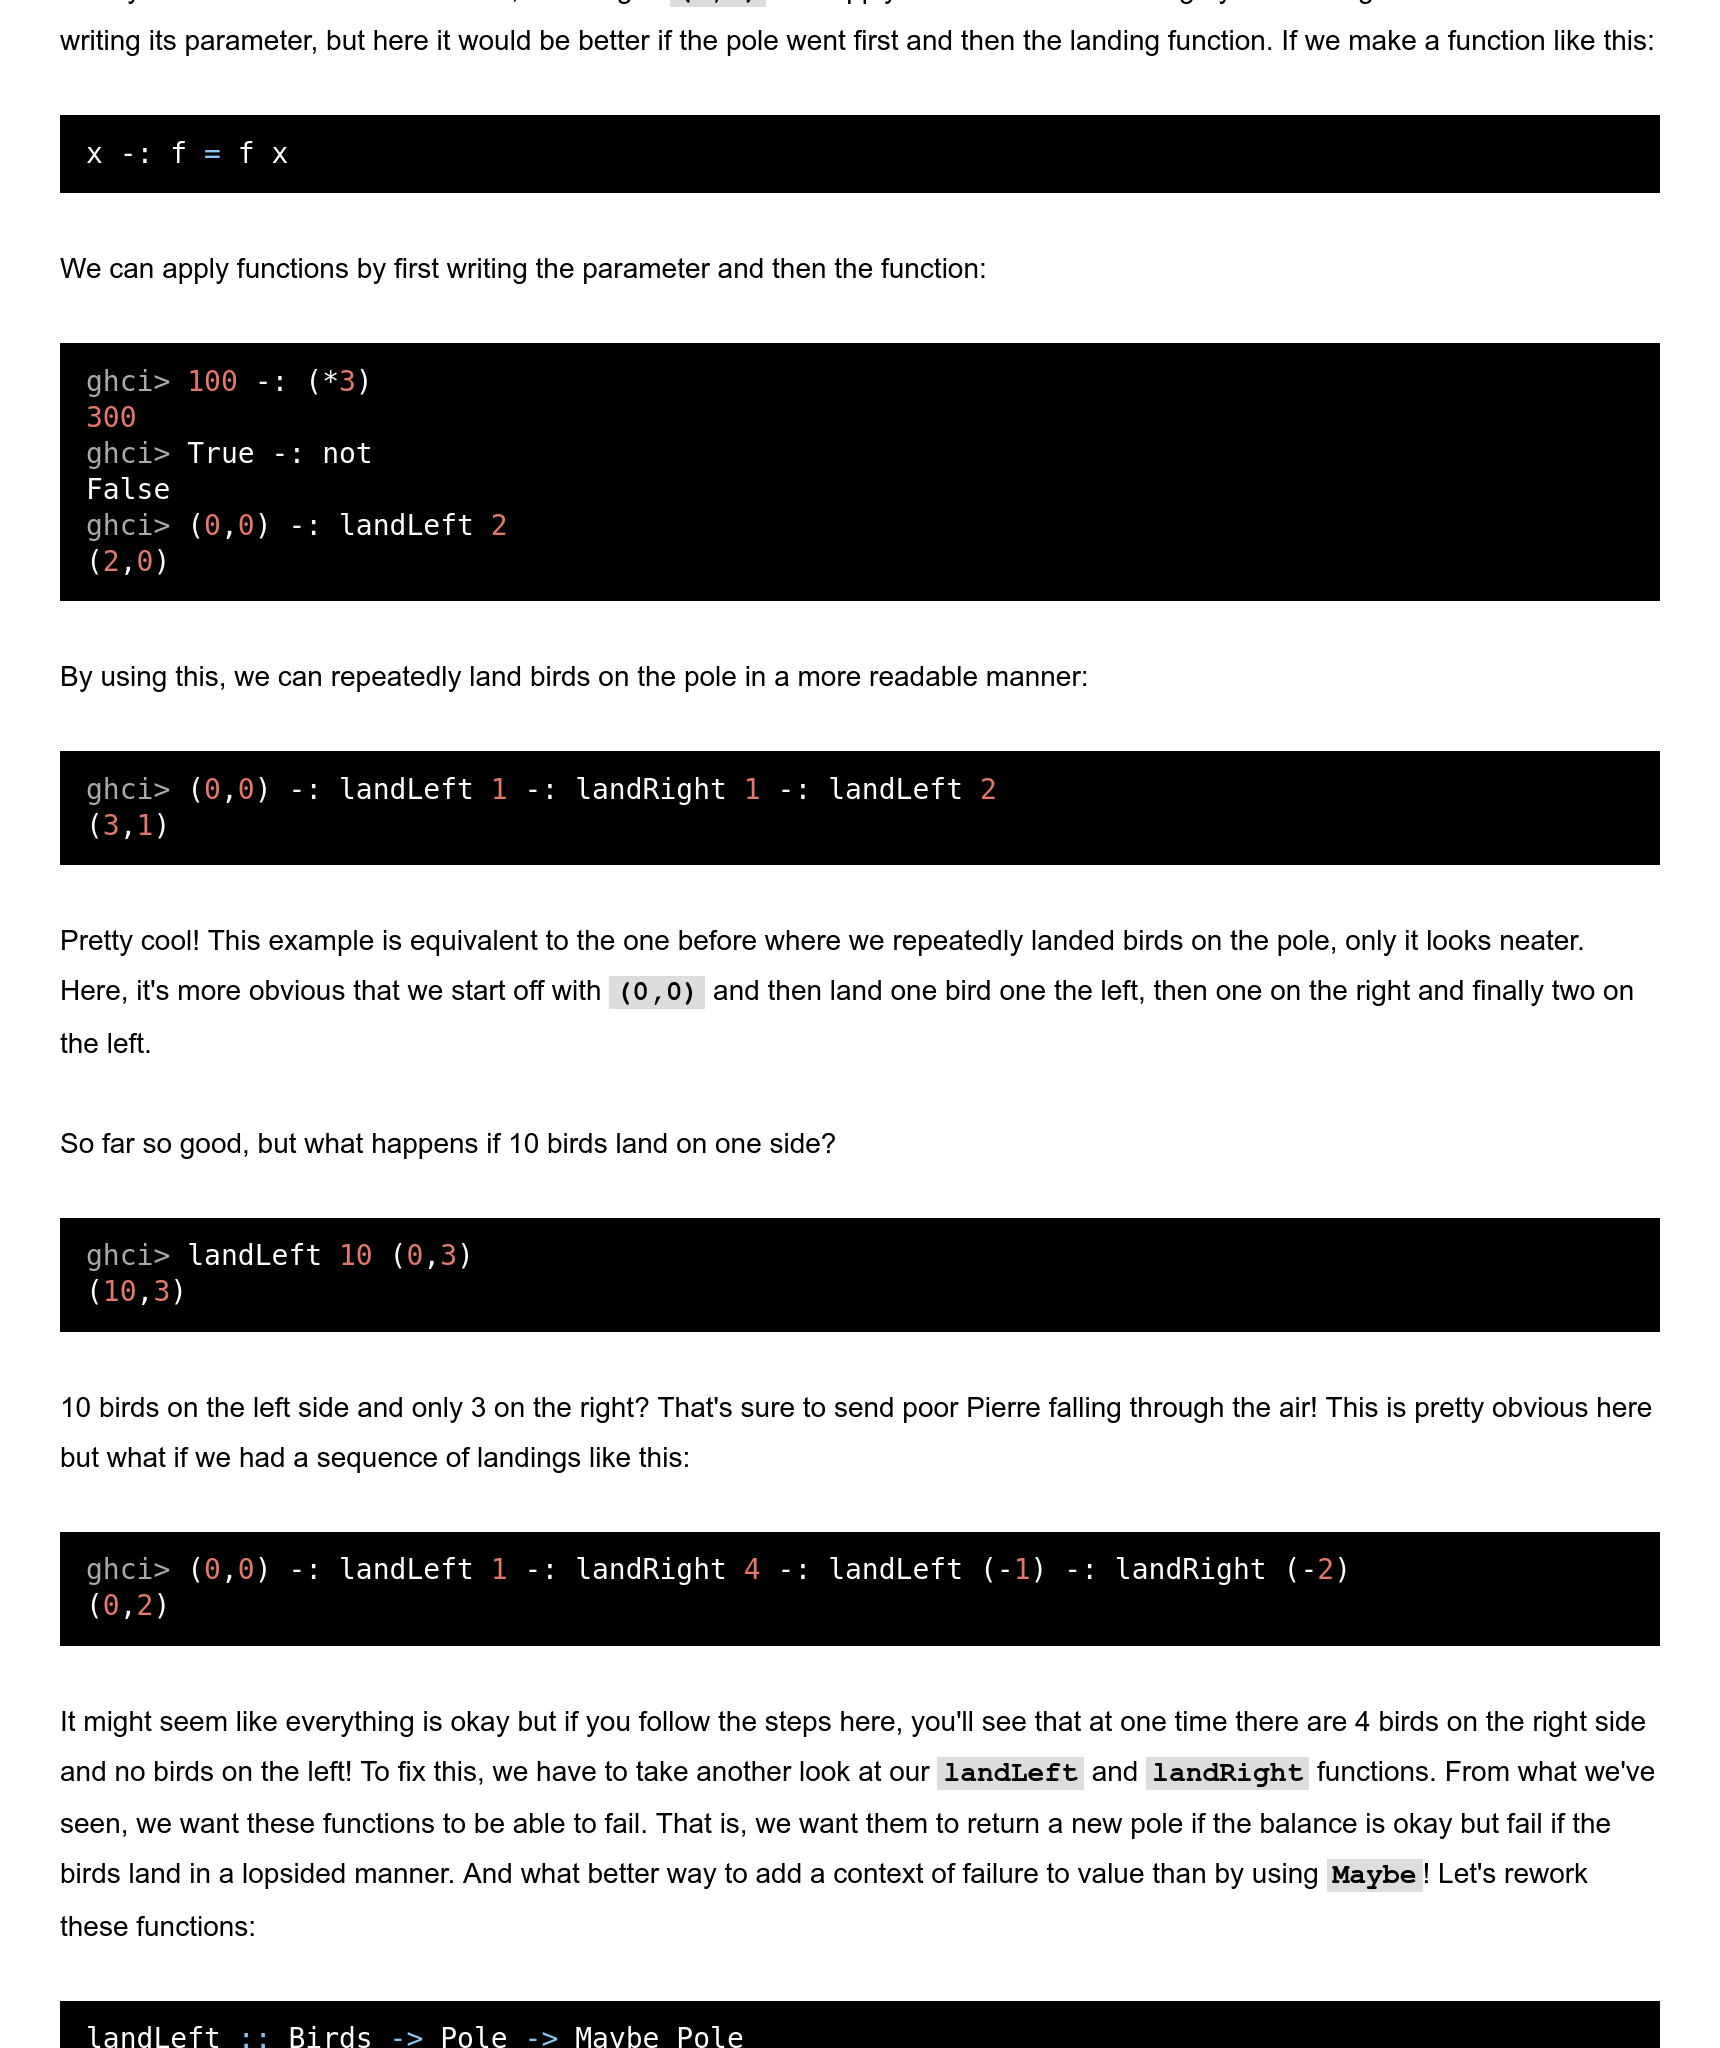 writing its parameter, but here it would be better if the pole went first and then the landing function. If we make a function like this:
x -: f = f x
We can apply functions by first writing the parameter and then the function:
ghci> 100 -: (*3)
300
ghci> True -: not
False
ghci> (0,0) -: landLeft 2
(2,0)
By using this, we can repeatedly land birds on the pole in a more readable manner:
ghci> (0,0) -: landLeft 1 -: landRight 1 -: landLeft 2
(3,1)
Pretty cool! This example is equivalent to the one before where we repeatedly landed birds on the pole, only it looks neater.
Here, it's more obvious that we start off with (0,0) and then land one bird one the left, then one on the right and finally two on
the left.
So far so good, but what happens if 10 birds land on one side?
ghci> landLeft 10 (0,3)
(10,3)
10 birds on the left side and only 3 on the right? That's sure to send poor Pierre falling through the air! This is pretty obvious here
but what if we had a sequence of landings like this:
ghci> (0,0) -: landLeft 1 -: landRight 4 -: landLeft (-1) -: landRight (-2)
(0,2)
It might seem like everything is okay but if you follow the steps here, you'll see that at one time there are 4 birds on the right side
and no birds on the left! To fix this, we have to take another look at our landLeft and landRight functions. From what we've
seen, we want these functions to be able to fail. That is, we want them to return a new pole if the balance is okay but fail if the
birds land in a lopsided manner. And what better way to add a context of failure to value than by using Maybe! Let's rework
these functions:
landLeft :: Birds -> Pole -> Maybe Pole